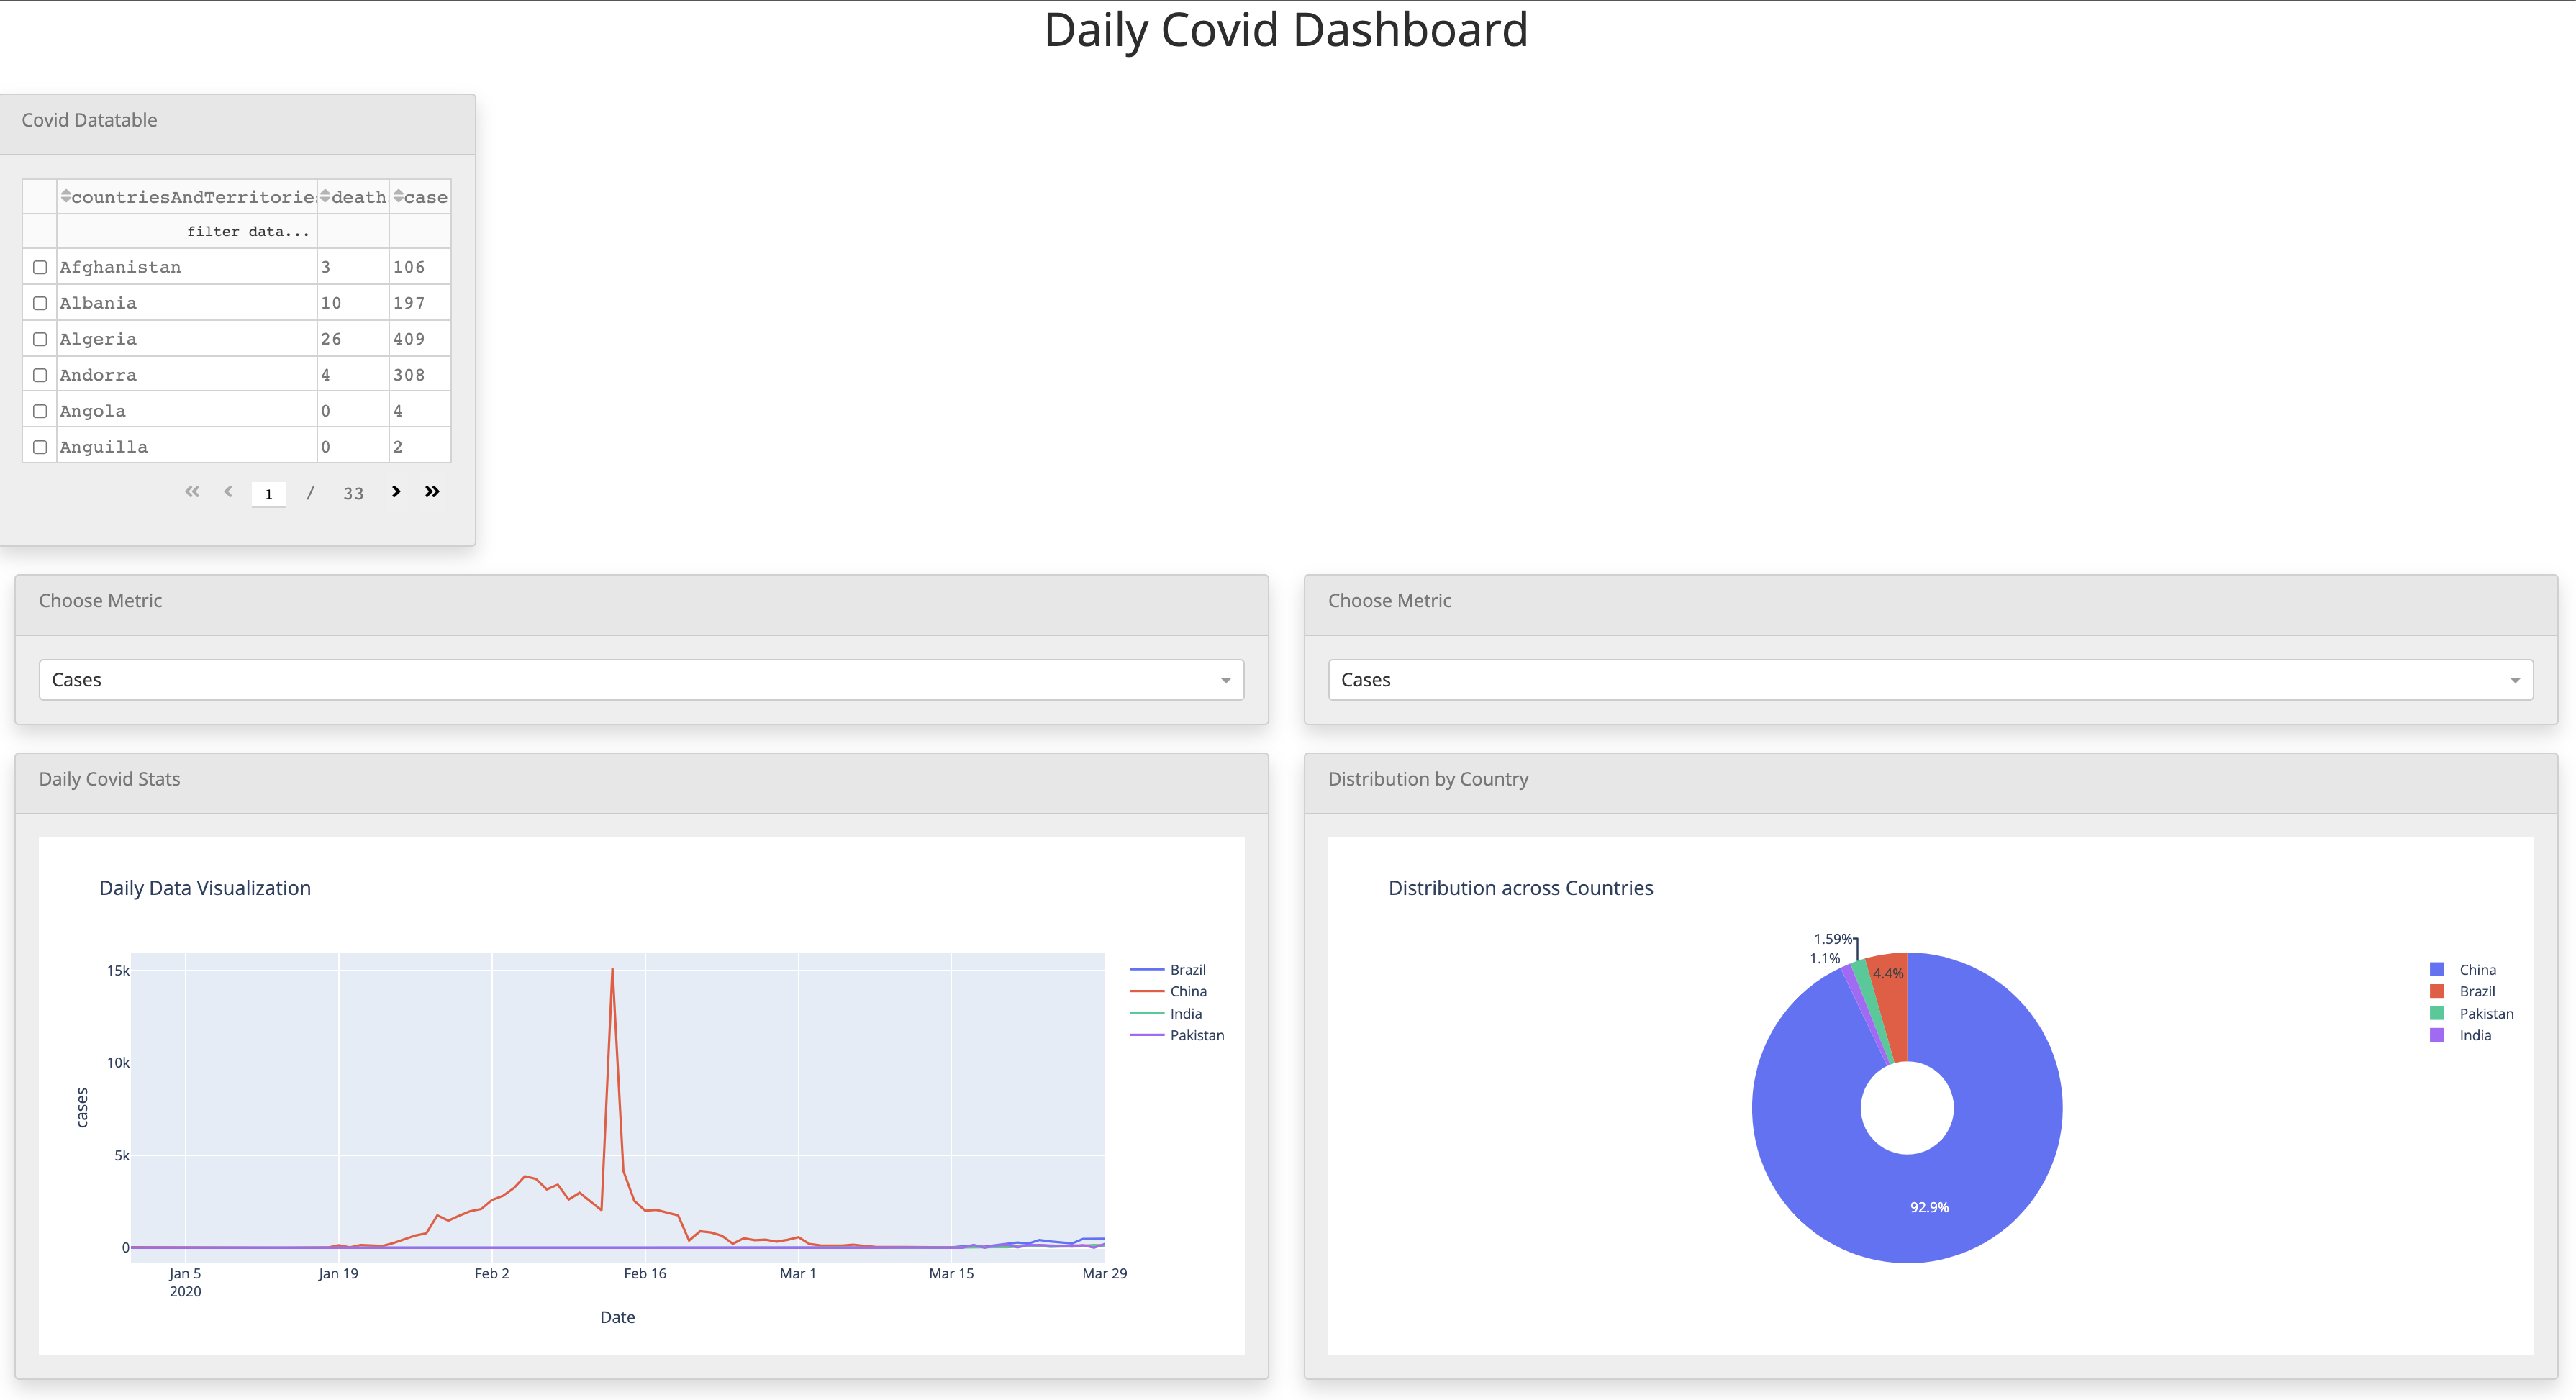 Daily Covid Dashboard
Covid Datatable
countriesAndTerritorie death case
filter data...
Afghanistan 3 106
Albania 10 197
Algeria 26 409
Andorra 4 308
Angola 0 4
Anguilla 0 2
1 / 33
Choose Metric
Cases
Choose Metric
Cases
Daily Covid Stats
Daily Data Visualization
15k
10k
5k
0
cases
Jan 5 Jan 19 Feb 2 Feb 16 Mar 1 Mar 15 Mar 29
2020
Date
Brazil
China
India
Pakistan
Distribution by Country
Distribution across Countries
1.59%
1.1%
4.4%
92.9%
China
Brazil
Pakistan
India